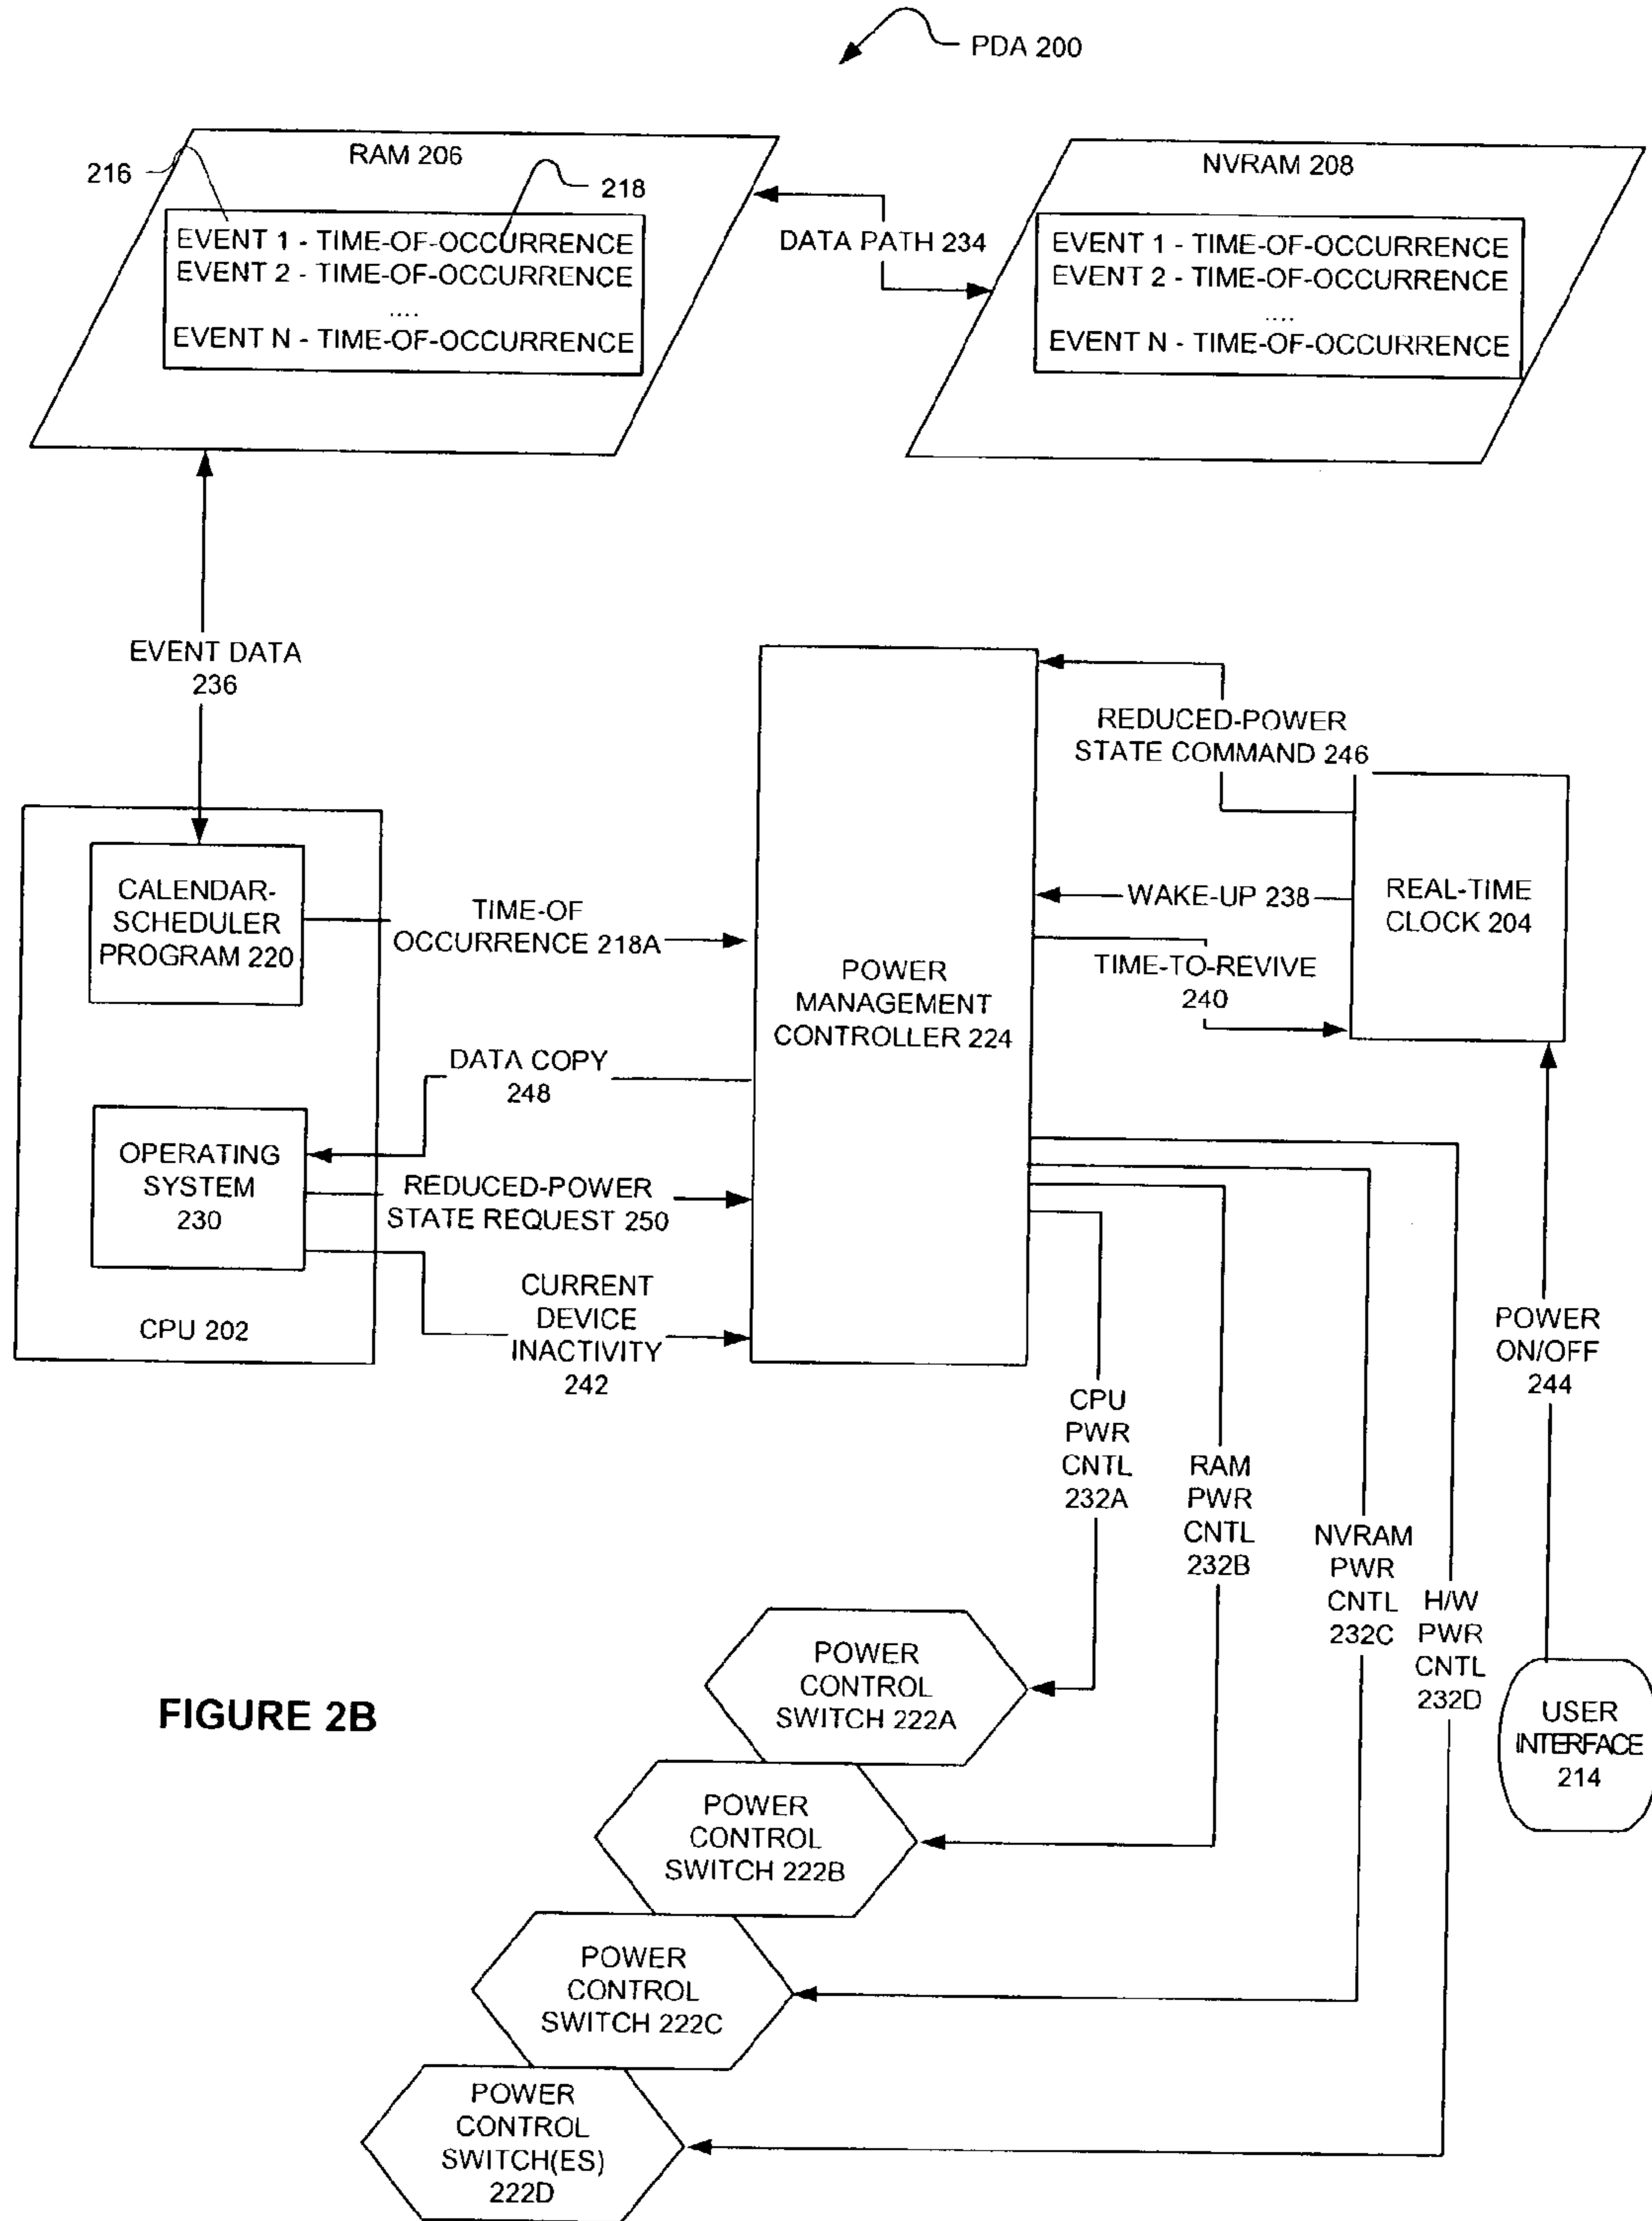 PDA 200
RAM 206
216
218
EVENT 1 - TIME-OF-OCCURRENCE
EVENT 2 - TIME-OF-OCCURRENCE
....
EVENT N - TIME-OF-OCCURRENCE
DATA PATH 234
NVRAM 208
EVENT 1 - TIME-OF-OCCURRENCE
EVENT 2 - TIME-OF-OCCURRENCE
....
EVENT N - TIME-OF-OCCURRENCE
EVENT DATA
236
CALENDAR-
SCHEDULER
PROGRAM 220
OPERATING
SYSTEM
230
CPU 202
TIME-OF
OCCURRENCE 218A
DATA COPY
248
REDUCED-POWER
STATE REQUEST 250
CURRENT
DEVICE
INACTIVITY
242
POWER
MANAGEMENT
CONTROLLER 224
REDUCED-POWER
STATE COMMAND 246
WAKE-UP 238
TIME-TO-REVIVE
240
REAL-TIME
CLOCK 204
POWER
ON/OFF
244
USER
INTERFACE
214
CPU
PWR
CNTL
232A
RAM
PWR
CNTL
232B
NVRAM
PWR
CNTL
232C
H/W
PWR
CNTL
232D
POWER
CONTROL
SWITCH 222A
POWER
CONTROL
SWITCH 222B
POWER
CONTROL
SWITCH 222C
POWER
CONTROL
SWITCH(ES)
222D
FIGURE 2B